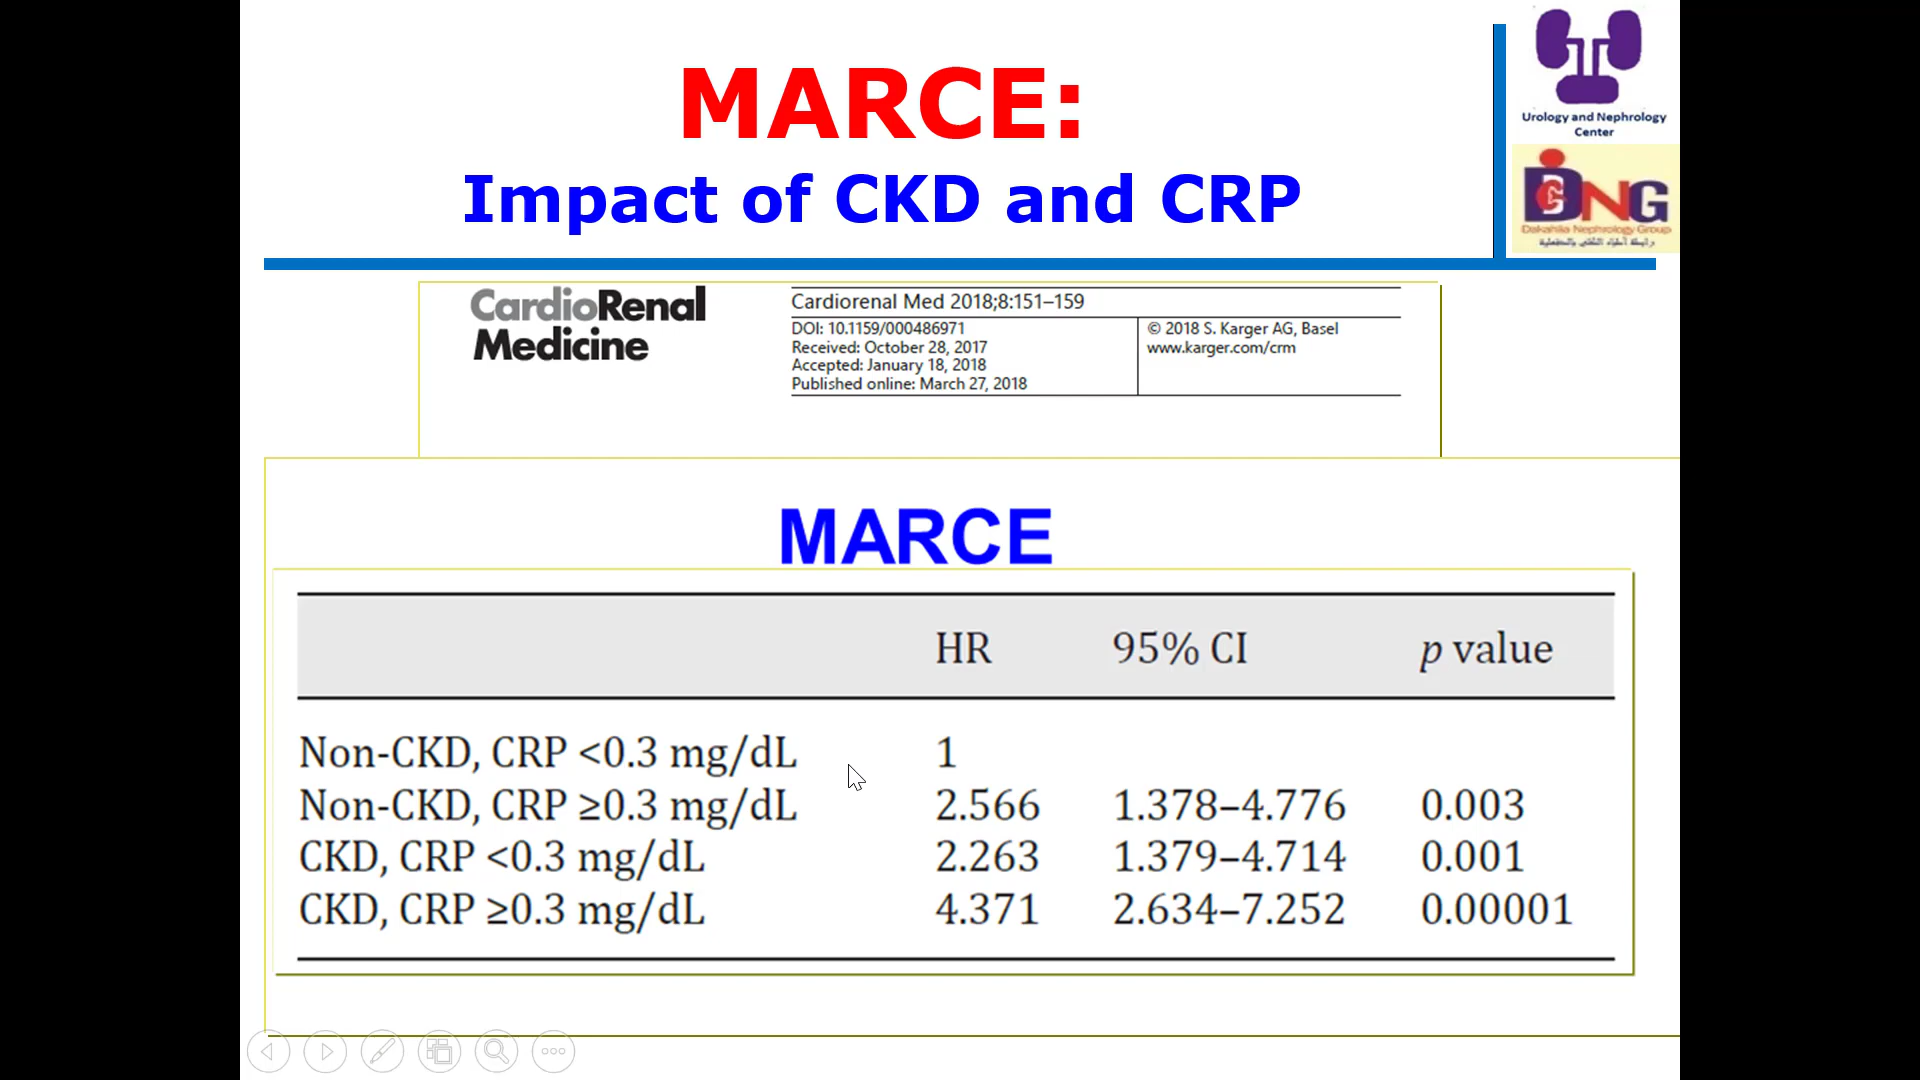 MARCE:
Impact of CKD and CRP
Urology and Nephrology
Center
DNG
Dakahlia Nephrology Group
CardioRenal
Medicine
Cardiorenal Med 2018;8:151–159
DOI: 10.1159/000486971
Received: October 28, 2017
Accepted: January 18, 2018
Published online: March 27, 2018
© 2018 S. Karger AG, Basel
www.karger.com/crm
MARCE
HR 95% CI p value
Non-CKD, CRP <0.3 mg/dL 1
Non-CKD, CRP ≥0.3 mg/dL 2.566 1.378–4.776 0.003
CKD, CRP <0.3 mg/dL 2.263 1.379–4.714 0.001
CKD, CRP ≥0.3 mg/dL 4.371 2.634–7.252 0.00001